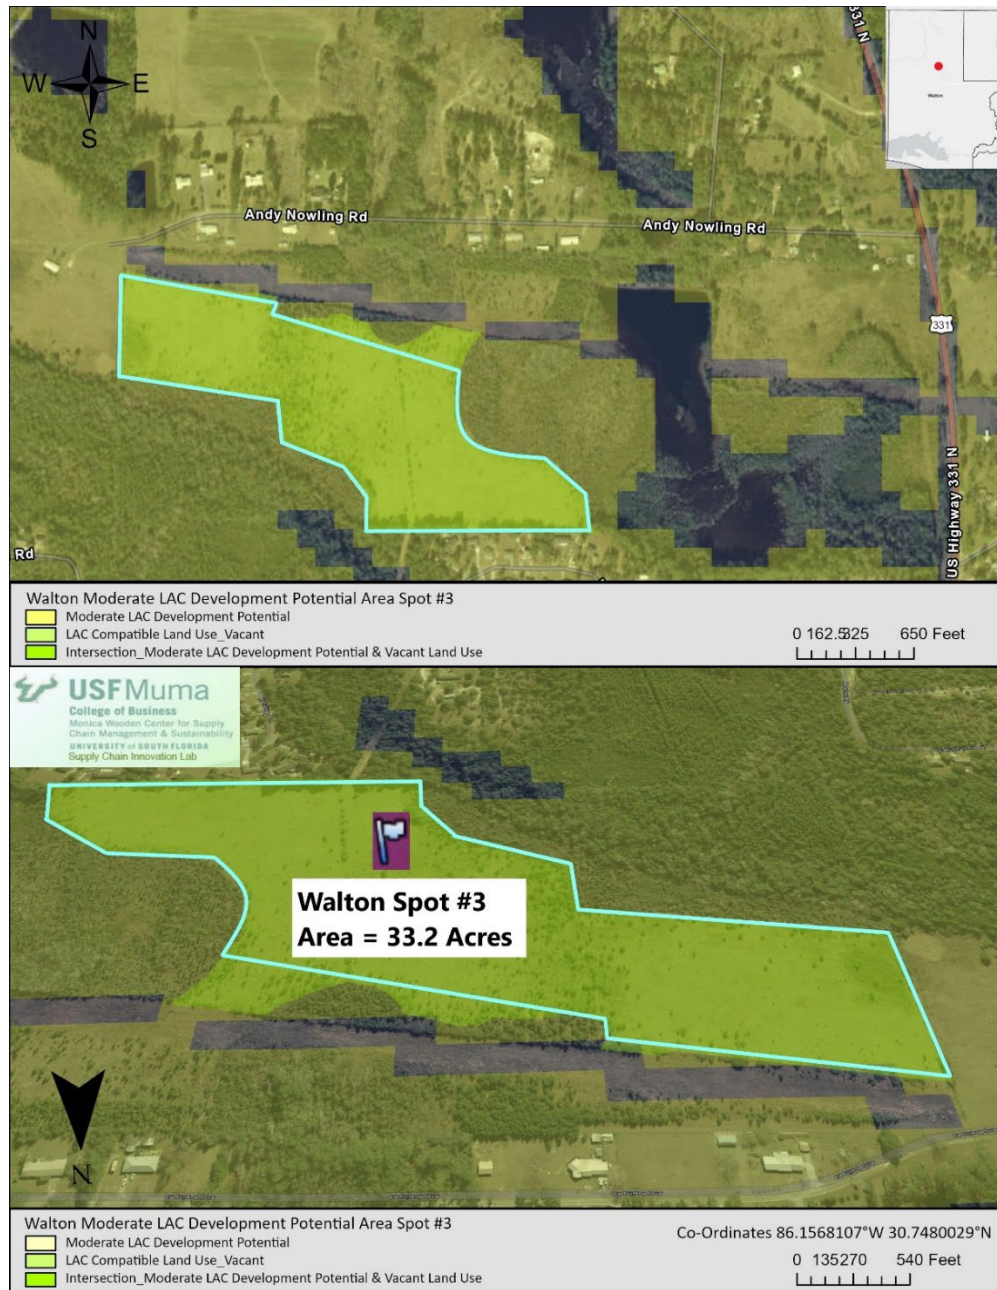 N
W E
S
331 N
Walton
Andy Nowling Rd
Andy Nowling Rd
331
US Highway 331 N
Rd
Walton Moderate LAC Development Potential Area Spot #3
Moderate LAC Development Potential
LAC Compatible Land Use_Vacant
Intersection_Moderate LAC Development Potential & Vacant Land Use
0 162.5325 650 Feet
USF Muma
College of Business
Monica Wooden Center for Supply
Chain Management & Sustainability
UNIVERSITY of SOUTH FLORIDA
Supply Chain Innovation Lab
Walton Spot #3
Area = 33.2 Acres
N
Walton Moderate LAC Development Potential Area Spot #3
Moderate LAC Development Potential
LAC Compatible Land Use_Vacant
Intersection_Moderate LAC Development Potential & Vacant Land Use
Co-Ordinates 86.1568107°W 30.7480029°N
0 135270 540 Feet